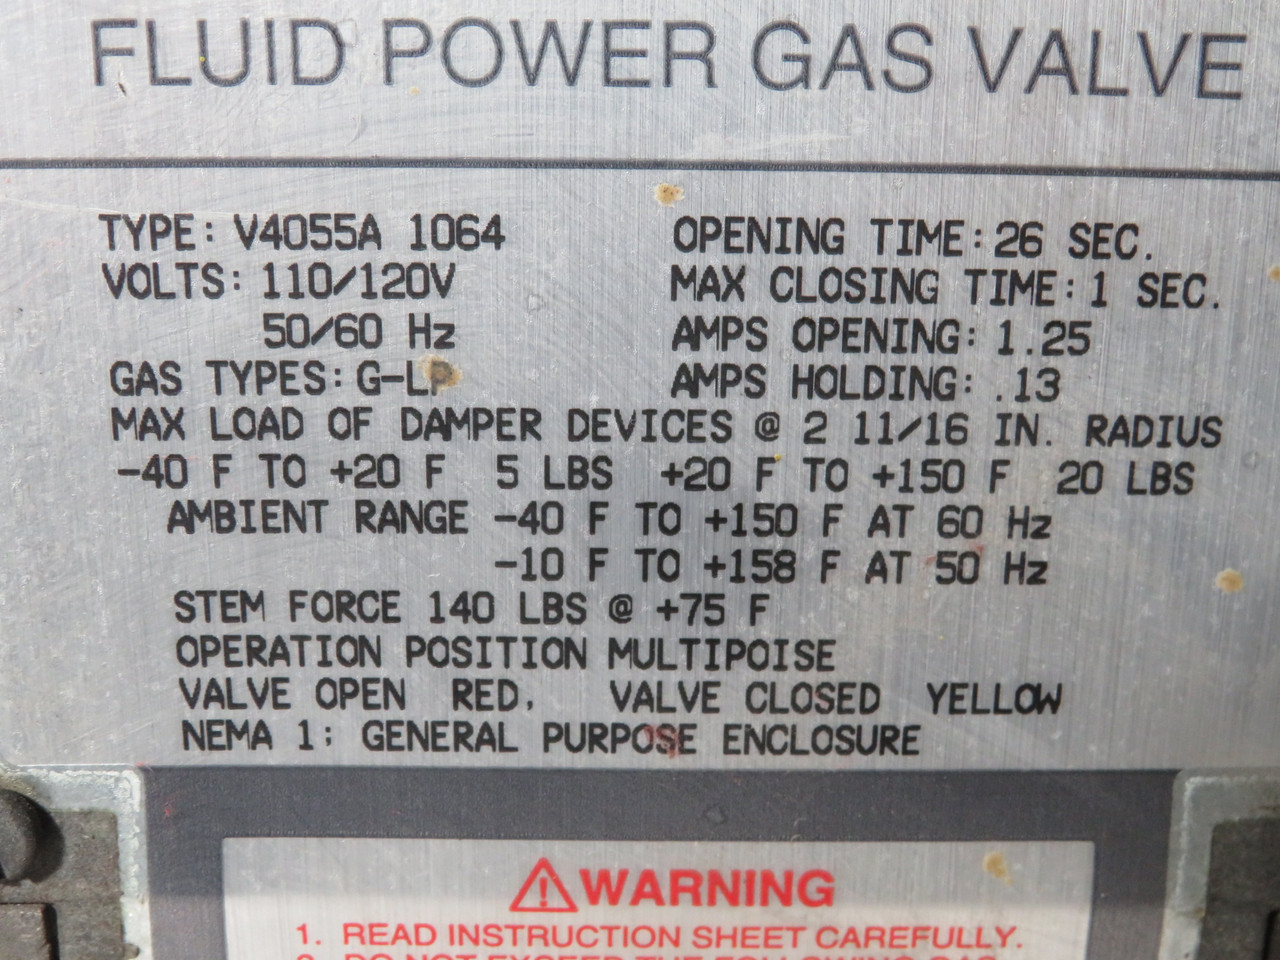 FLUID POWER GAS VALVE
TYPE: V4055A 1064 OPENING TIME: 26 SEC.
VOLTS: 110/120V MAX CLOSING TIME: 1 SEC.
50/60 Hz AMPS OPENING: 1.25
GAS TYPES: G-LP AMPS HOLDING: .13
MAX LOAD OF DAMPER DEVICES @ 2 11/16 IN. RADIUS
-40 F TO +20 F 5 LBS +20 F TO +150 F 20 LBS
AMBIENT RANGE -40 F TO +150 F AT 60 Hz
-10 F TO +158 F AT 50 Hz
STEM FORCE 140 LBS @ +75 F
OPERATION POSITION MULTIPOISE
VALVE OPEN RED, VALVE CLOSED YELLOW
NEMA 1; GENERAL PURPOSE ENCLOSURE
WARNING
1. READ INSTRUCTION SHEET CAREFULLY.